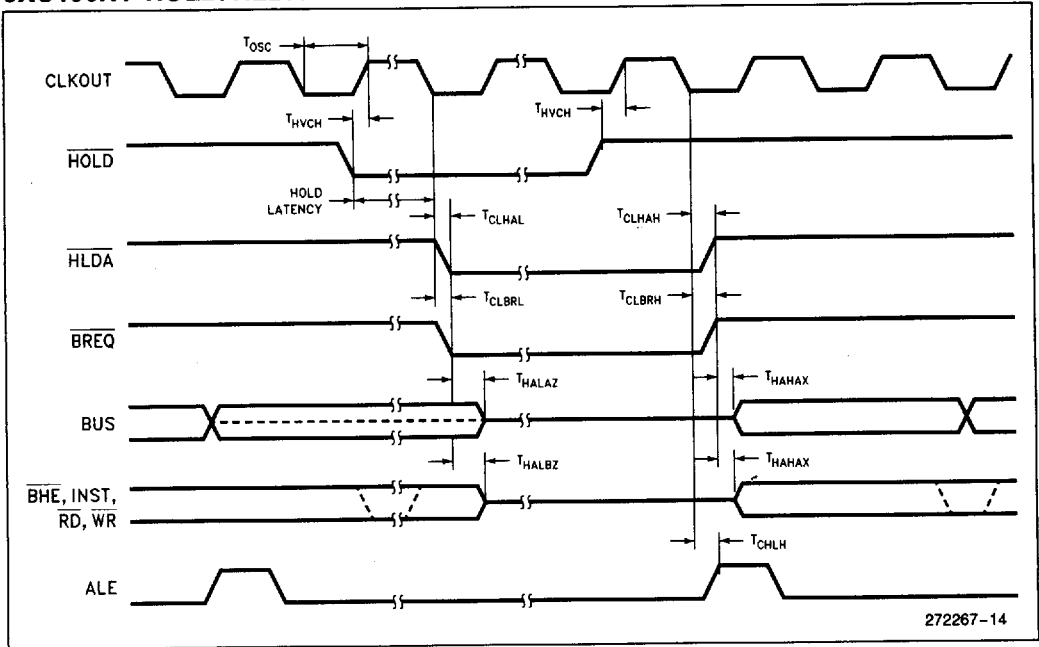 T_OSC
CLKOUT
T_HVCH
T_HVCH
HOLD
HOLD
LATENCY
T_CLHAL
T_CLHAH
HLDA
T_CLBRL
T_CLBRH
BREQ
T_HALAZ
T_HAHAX
BUS
T_HALBZ
T_HAHAX
BHE, INST,
RD, WR
T_CHLH
ALE
272267-14